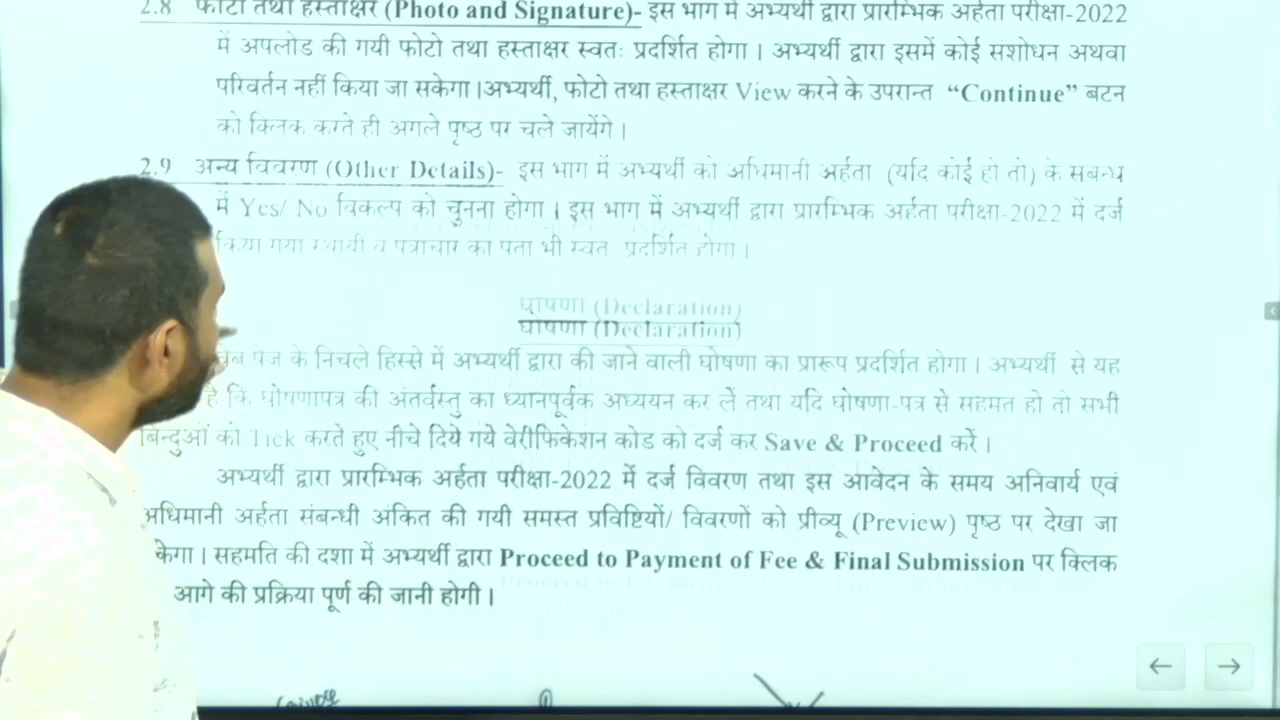 2.8 फोटो तथा हस्ताक्षर (Photo and Signature)- इस भाग में अभ्यर्थी द्वारा प्रारम्भिक अर्हता परीक्षा-2022
में अपलोड की गयी फोटो तथा हस्ताक्षर स्वतः प्रदर्शित होगा। अभ्यर्थी द्वारा इसमें कोई संशोधन अथवा
परिवर्तन नहीं किया जा सकेगा।अभ्यर्थी, फोटो तथा हस्ताक्षर View करने के उपरान्त “Continue” बटन
को क्लिक करते ही अगले पृष्ठ पर चले जायेंगे।
2.9 अन्य विवरण (Other Details)- इस भाग में अभ्यर्थी को अधिमानी अर्हता (यदि कोई हो तो) के सबन्ध
में Yes/ No विकल्प को चुनना होगा। इस भाग में अभ्यर्थी द्वारा प्रारम्भिक अर्हता परीक्षा-2022 में दर्ज
किया गया स्थायी व पत्राचार का पता भी स्वत प्रदर्शित होगा।
घोषणा (Declaration)
घोषणा (Declaration)
पेज के निचले हिस्से में अभ्यर्थी द्वारा की जाने वाली घोषणा का प्रारूप प्रदर्शित होगा। अभ्यर्थी से यह
है कि घोषणापत्र की अंतर्वस्तु का ध्यानपूर्वक अध्ययन कर लें तथा यदि घोषणा-पत्र से सहमत हो तो सभी
बिन्दुओं को Tick करते हुए नीचे दिये गये वेरीफिकेशन कोड को दर्ज कर Save & Proceed करें।
अभ्यर्थी द्वारा प्रारम्भिक अर्हता परीक्षा-2022 में दर्ज विवरण तथा इस आवेदन के समय अनिवार्य एवं
अधिमानी अर्हता संबन्धी अंकित की गयी समस्त प्रविष्टियों/ विवरणों को प्रीव्यू (Preview) पृष्ठ पर देखा जा
केगा। सहमति की दशा में अभ्यर्थी द्वारा Proceed to Payment of Fee & Final Submission पर क्लिक
आगे की प्रक्रिया पूर्ण की जानी होगी।